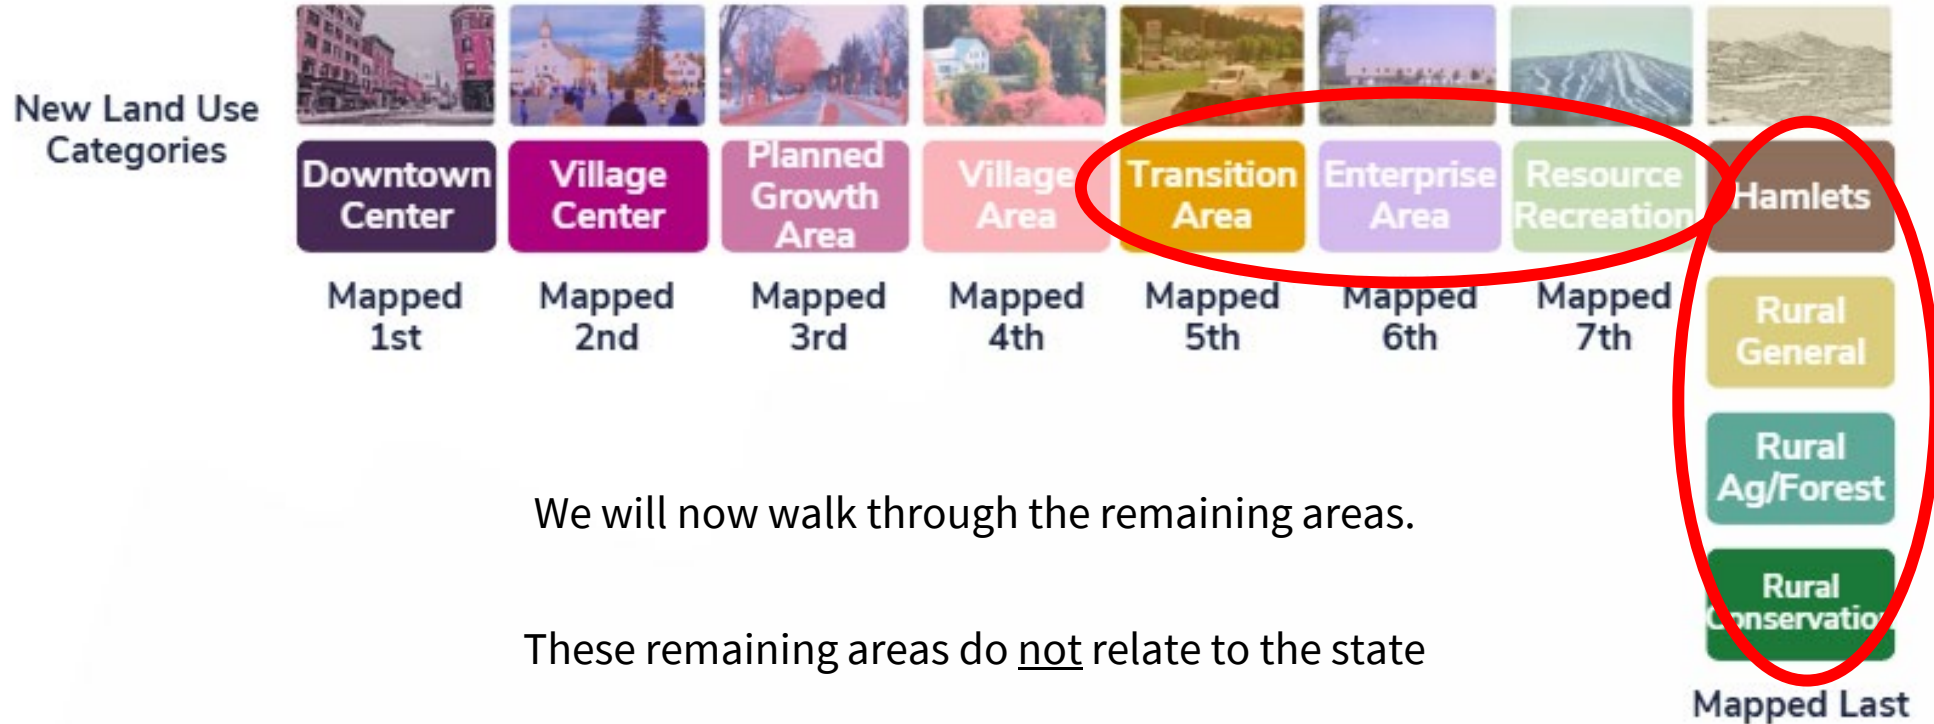 New Land Use
Categories
Downtown
Center
Village
Center
Planned
Growth
Area
Village
Area
Transition
Area
Enterprise
Area
Resource
Recreation
Hamlets
Mapped
1st
Mapped
2nd
Mapped
3rd
Mapped
4th
Mapped
5th
Mapped
6th
Mapped
7th
Rural
General
Rural
Ag/Forest
Rural
Conservation
Mapped Last
We will now walk through the remaining areas.
These remaining areas do not relate to the state